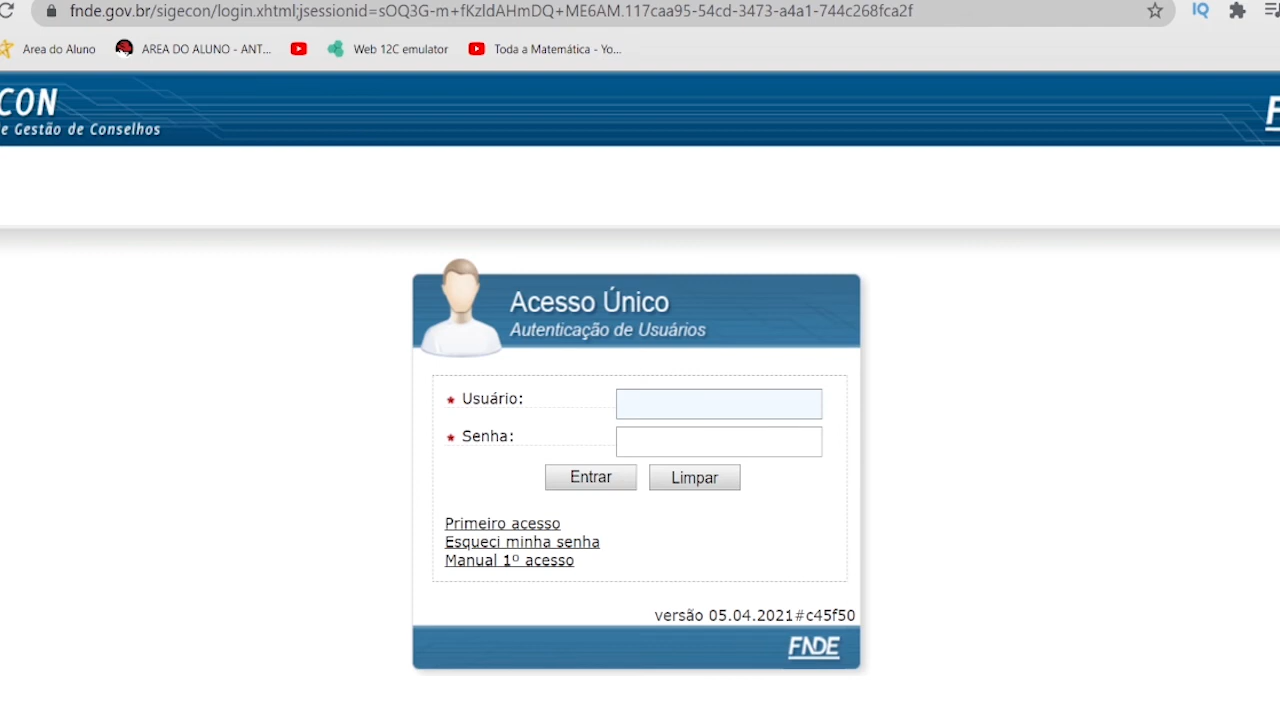 fnde.gov.br/sigecon/login.xhtml;jsessionid=sOQ3G-m+fKzldAHmDQ+ME6AM.117caa95-54cd-3473-a4a1-744c268fca2f
IQ
Area do Aluno AREA DO ALUNO - ANT... Web 12C emulator Toda a Matemática - Yo...
CON
e Gestão de Conselhos
Acesso Único
Autenticação de Usuários
* Usuário:
* Senha:
Entrar Limpar
Primeiro acesso
Esqueci minha senha
Manual 1º acesso
versão 05.04.2021#c45f50
FNDE